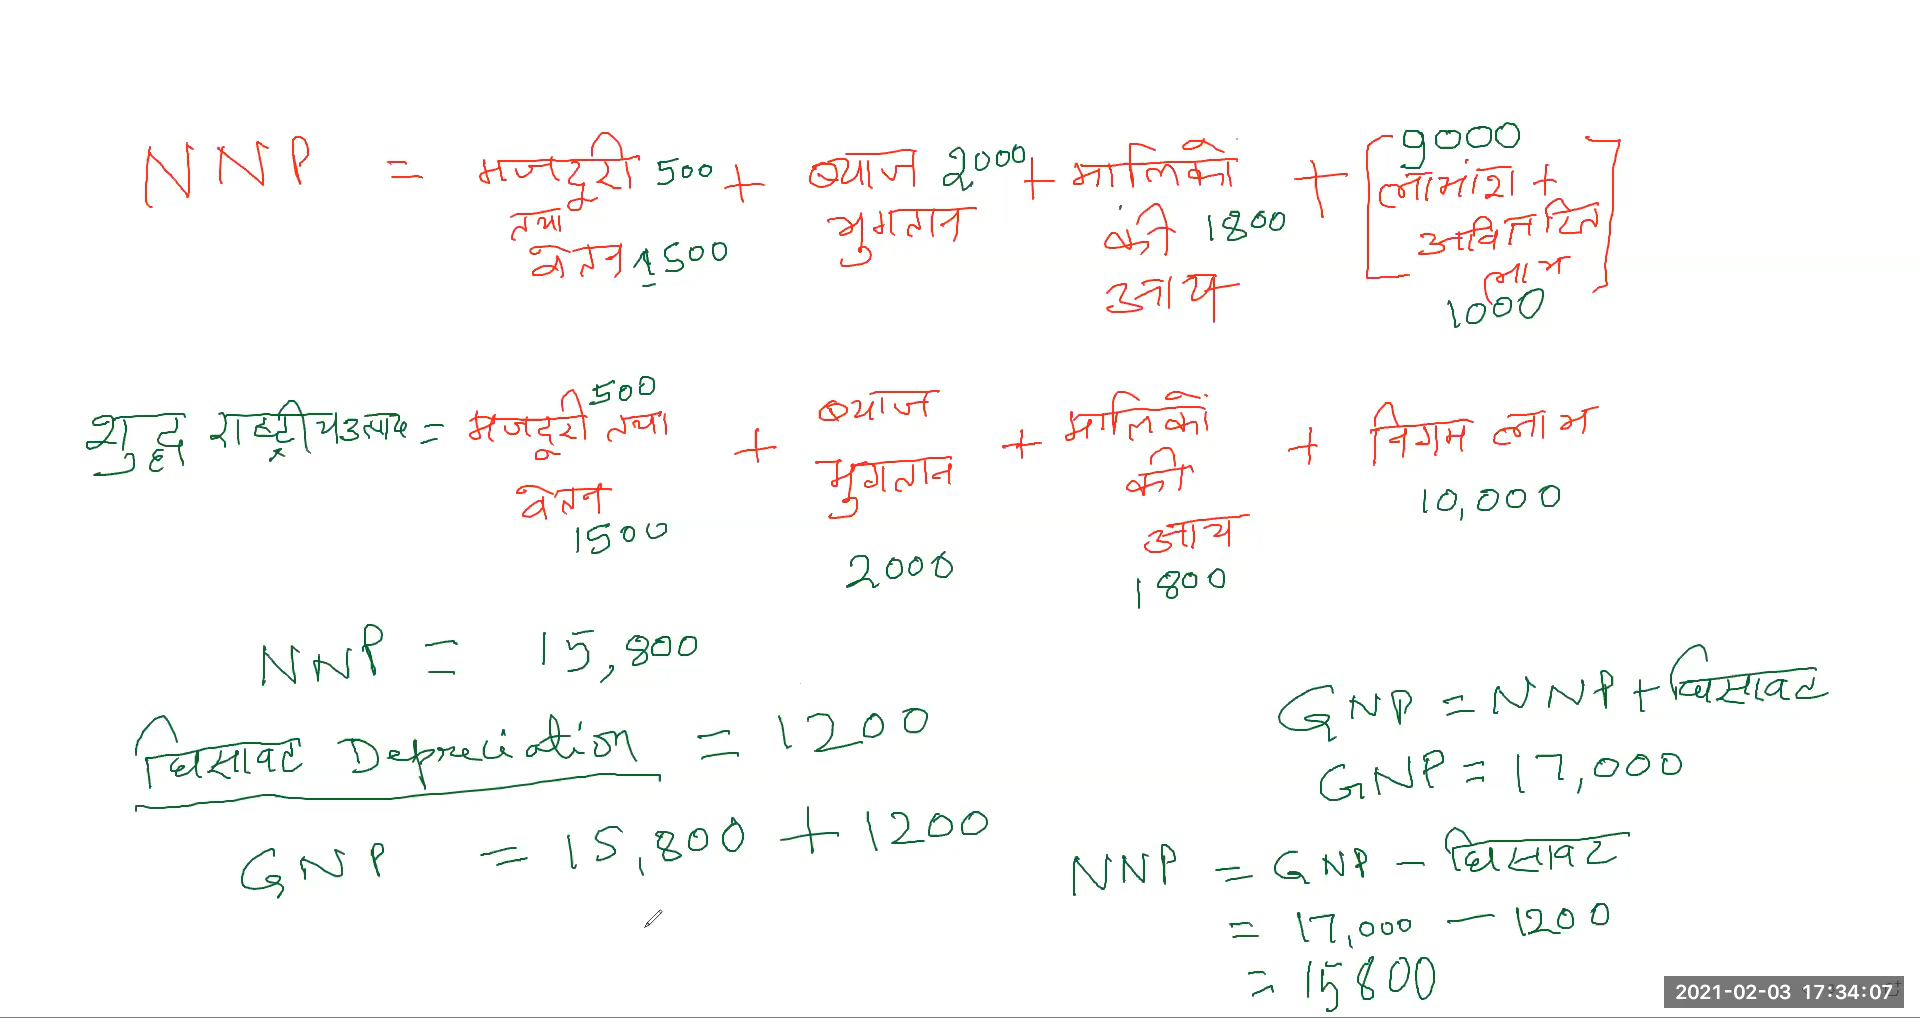 NNP = मजदूरी 500 + ब्याज 2000 + मालिकों + [ 9000 लाभांश +
तथा भुगतान की 1800 अवितरित
वेतन 1500 आय लाभ ]
1000
500
शुद्ध राष्ट्रीय उत्पाद = मजदूरी तथा + ब्याज + मालिकों + निगम लाभ
वेतन भुगतान की 10,000
1500 2000 आय
1800
NNP = 15,800
घिसावट Depreciation = 1200
GNP = 15,800 + 1200
GNP = NNP + घिसावट
GNP = 17,000
NNP = GNP - घिसावट
= 17,000 - 1200
= 15800
2021-02-03 17:34:07